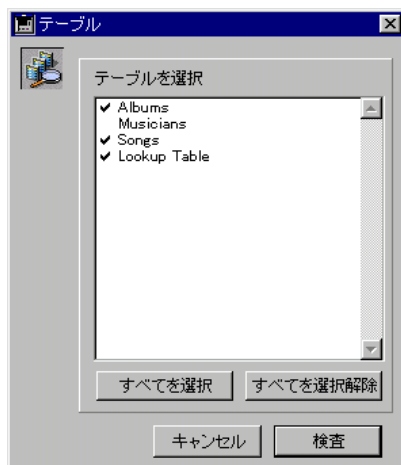 テーブル
テーブルを選択
Albums
Musicians
Songs
Lookup Table
すべてを選択
すべてを選択解除
キャンセル
検査